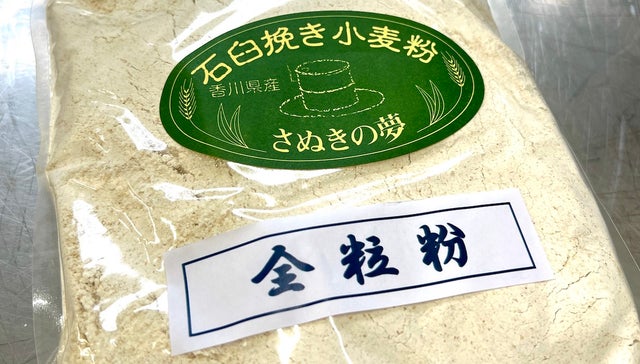 石臼挽き小麦粉
香川県産
さぬきの夢
全粒粉